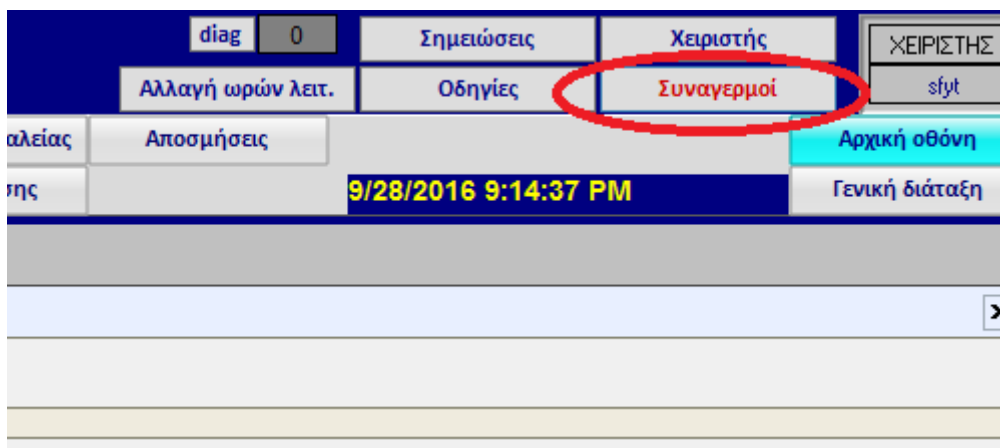 diag 0 Σημειώσεις Χειριστής ΧΕΙΡΙΣΤΗΣ
Αλλαγή ωρών λειτ. Οδηγίες Συναγερμοί sfyt
αλείας Αποσμήσεις Αρχική οθόνη
σης 9/28/2016 9:14:37 PM Γενική διάταξη